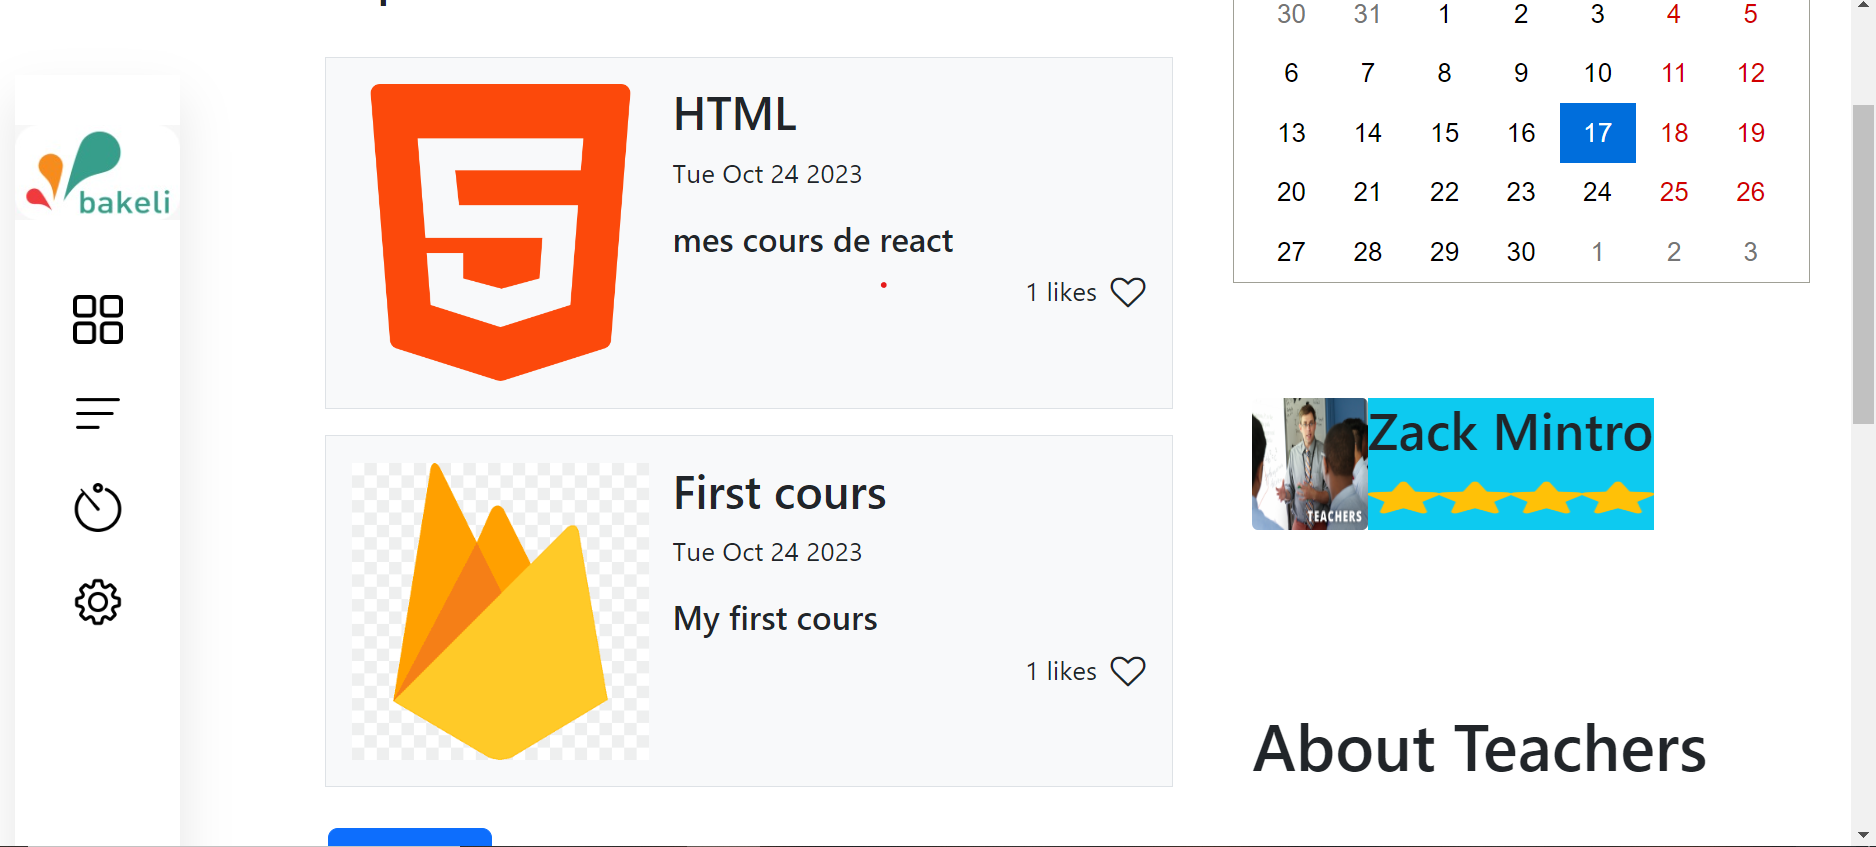 bakeli
HTML
Tue Oct 24 2023
mes cours de react
1 likes
First cours
Tue Oct 24 2023
My first cours
1 likes
30 31 1 2 3 4 5
6 7 8 9 10 11 12
13 14 15 16 17 18 19
20 21 22 23 24 25 26
27 28 29 30 1 2 3
Zack Mintro
TEACHERS
About Teachers